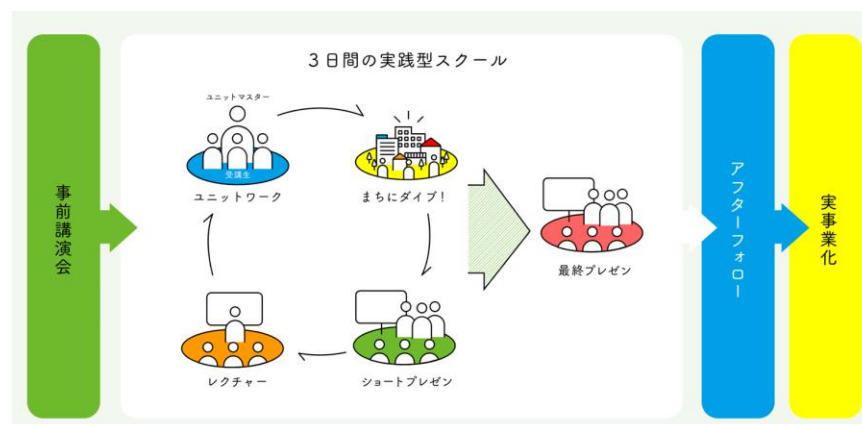 事前講演会
3日間の実践型スクール
ユニットマスター
受講生
ユニットワーク
まちにダイブ!
ショートプレゼン
レクチャー
最終プレゼン
アフターフォロー
実事業化